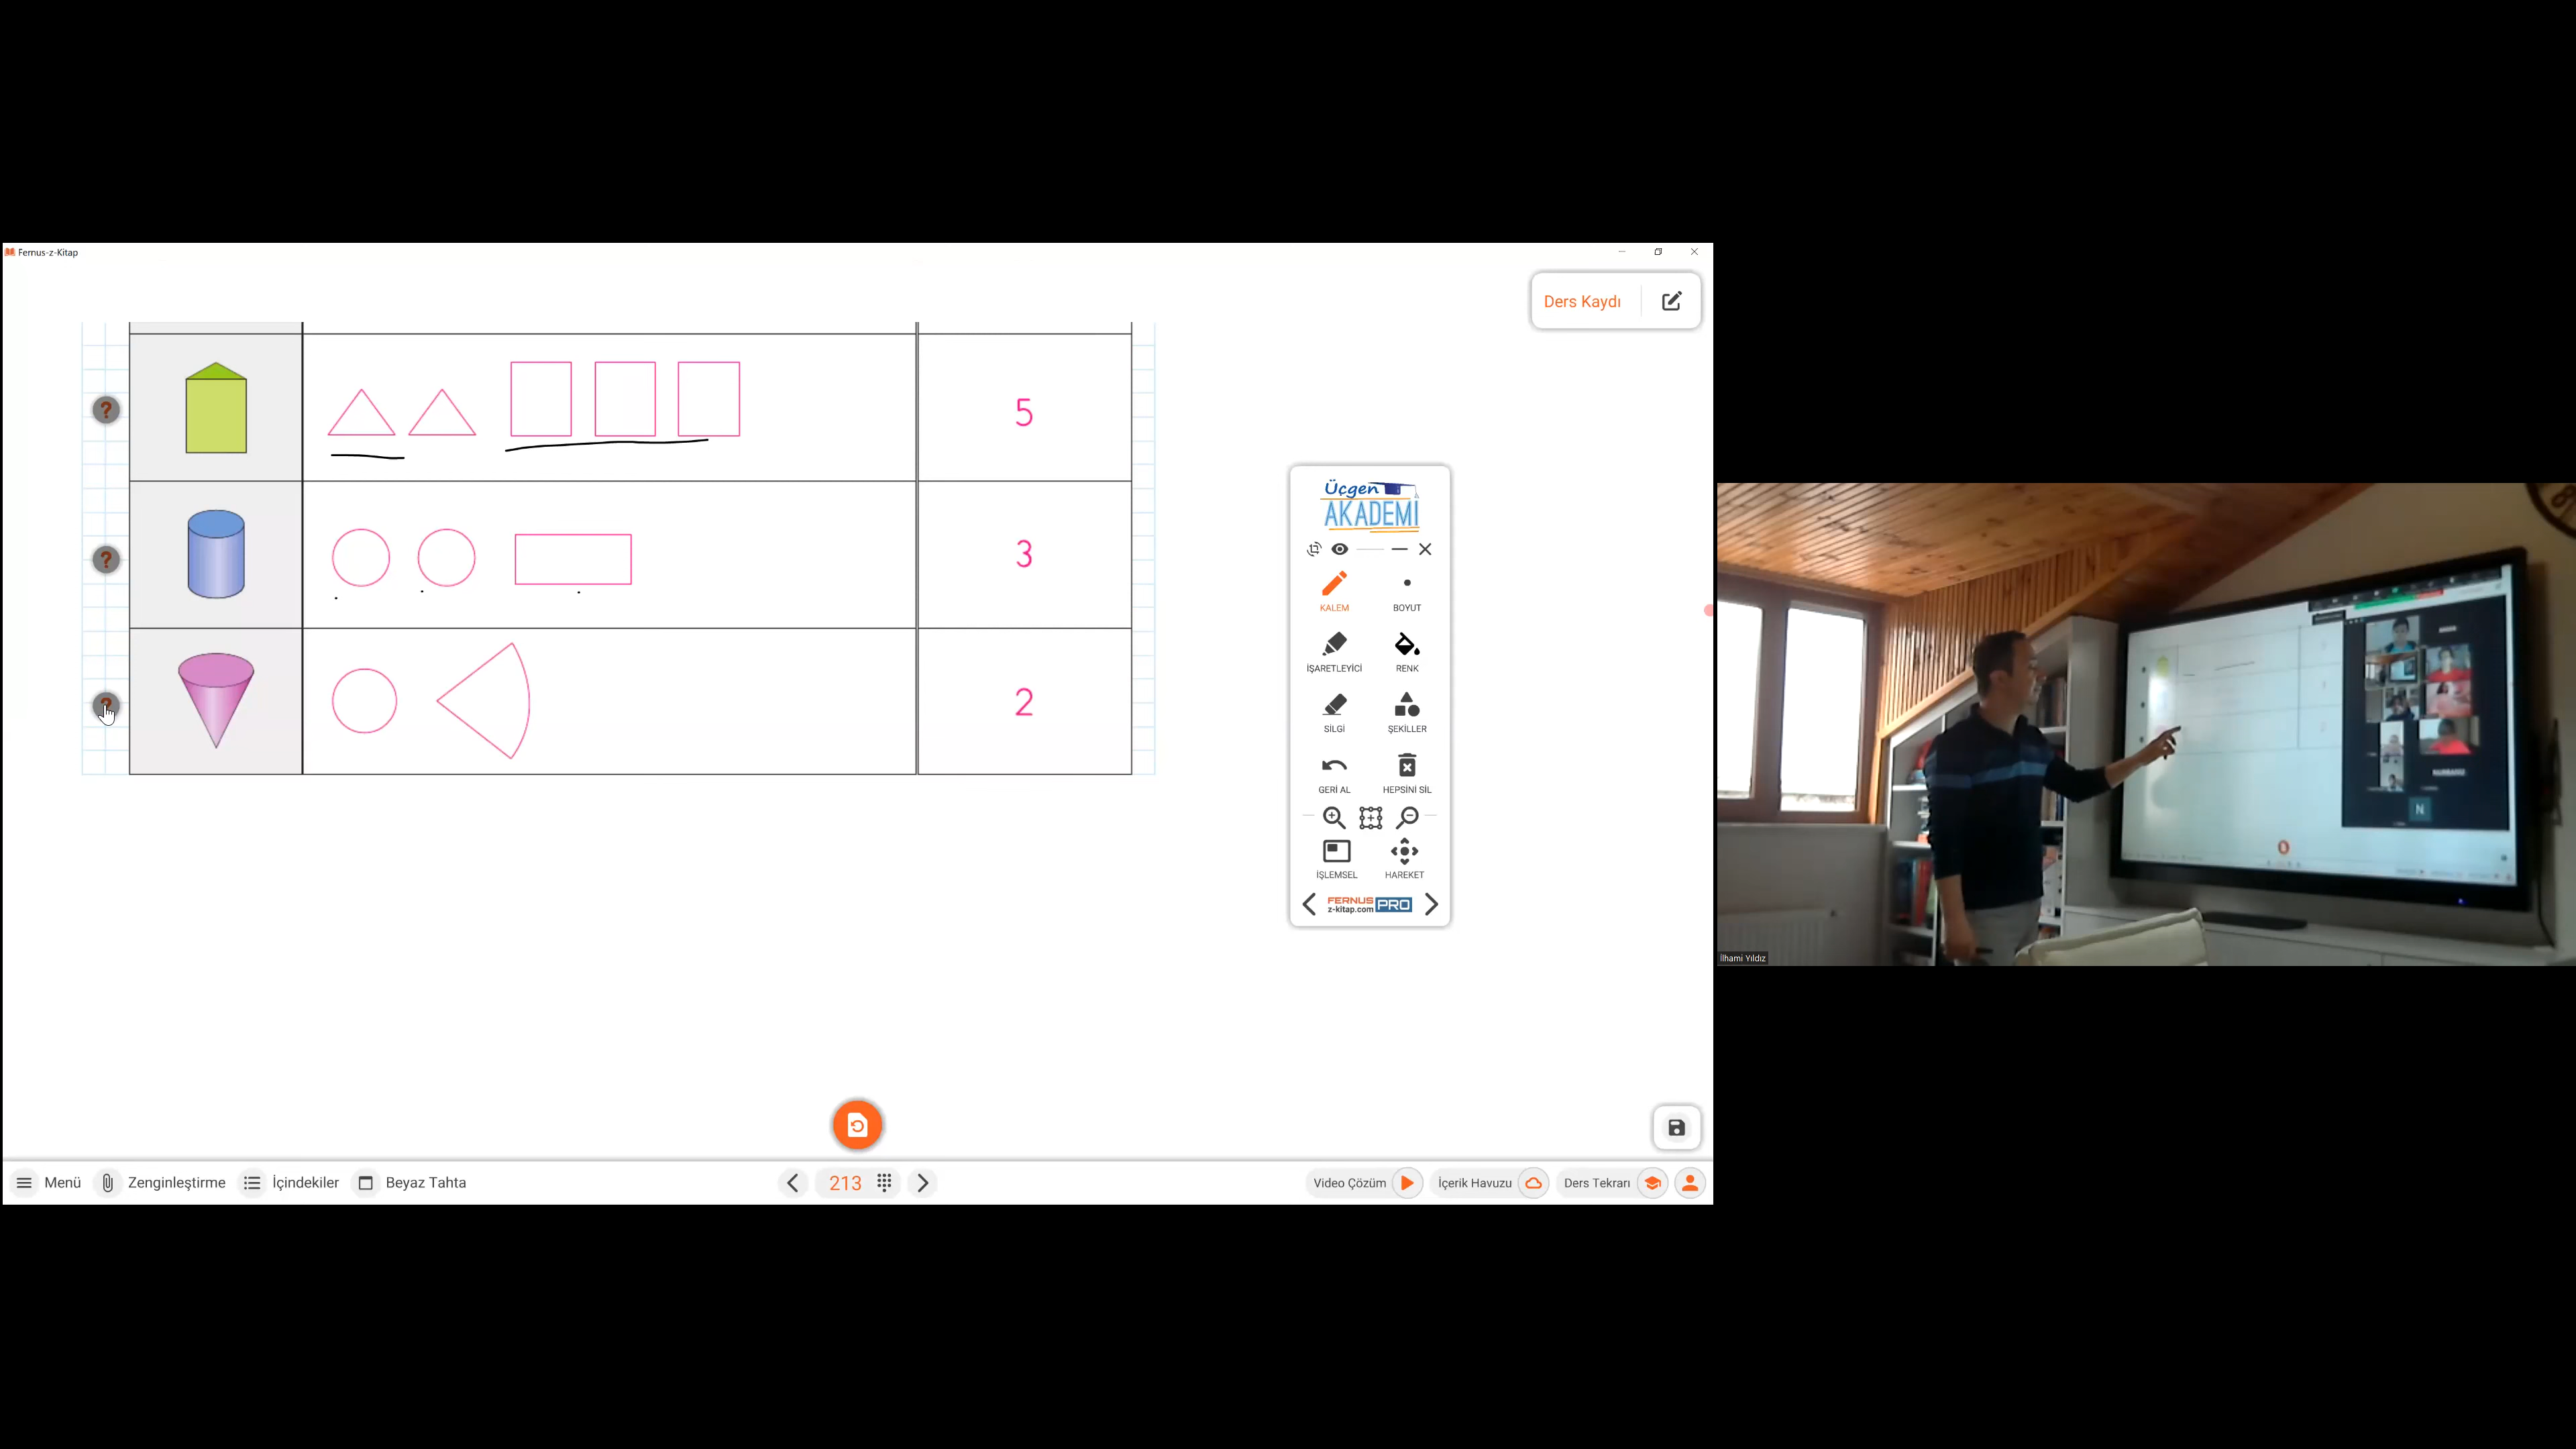 Fernus-z-Kitap
Ders Kaydı
5
3
2
Üçgen
AKADEMİ
KALEM
BOYUT
İŞARETLEYİCİ
RENK
SİLGİ
ŞEKİLLER
GERİ AL
HEPSİNİ SİL
İŞLEMSEL
HAREKET
FERNUS
z-kitap.com
PRO
Menü
Zenginleştirme
İçindekiler
Beyaz Tahta
213
Video Çözüm
İçerik Havuzu
Ders Tekrarı
N
İlhami Yıldız